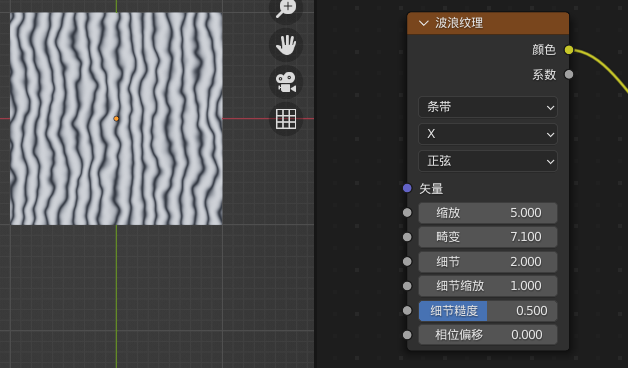 波浪纹理
颜色
系数
条带
X
正弦
矢量
缩放 5.000
畸变 7.100
细节 2.000
细节缩放 1.000
细节糙度 0.500
相位偏移 0.000